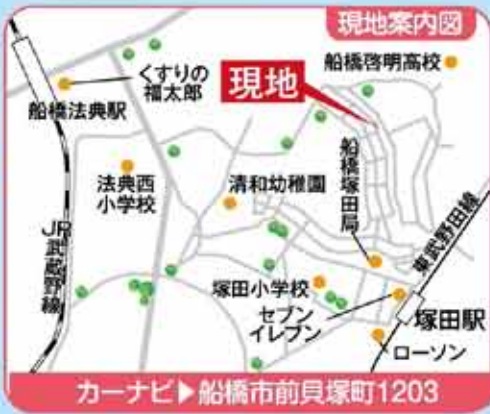 現地案内図
船橋啓明高校
くすりの
福太郎
現地
船橋法典駅
法典西
小学校
清和幼稚園
船橋塚田局
JR武蔵野線
東武野田線
塚田小学校
セブン
イレブン
塚田駅
ローソン
カーナビ▶船橋市前貝塚町1203